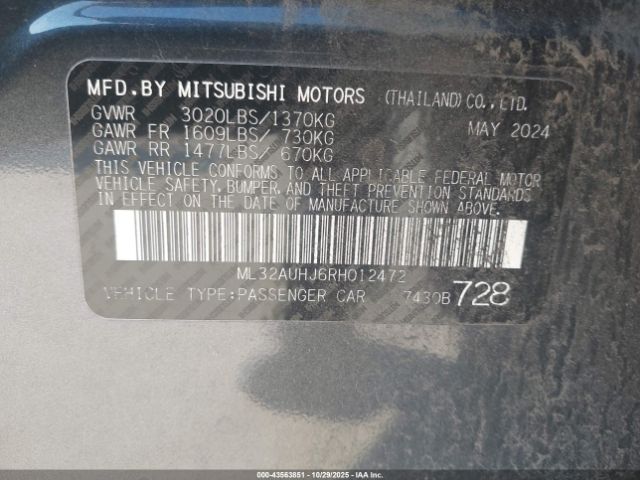 MFD.BY MITSUBISHI MOTORS (THAILAND) CO., LTD.
GVWR 3020LBS/1370KG MAY 2024
GAWR FR 1609LBS/ 730KG
GAWR RR 1477LBS/ 670KG
THIS VEHICLE CONFORMS TO ALL APPLICABLE FEDERAL MOTOR
VEHICLE SAFETY, BUMPER, AND THEFT PREVENTION STANDARDS
IN EFFECT ON THE DATE OF MANUFACTURE SHOWN ABOVE.
ML32AUHJ6RH012472
VEHICLE TYPE:PASSENGER CAR 7430B 728
000-43563851 | 10/29/2025 - IAAI.com